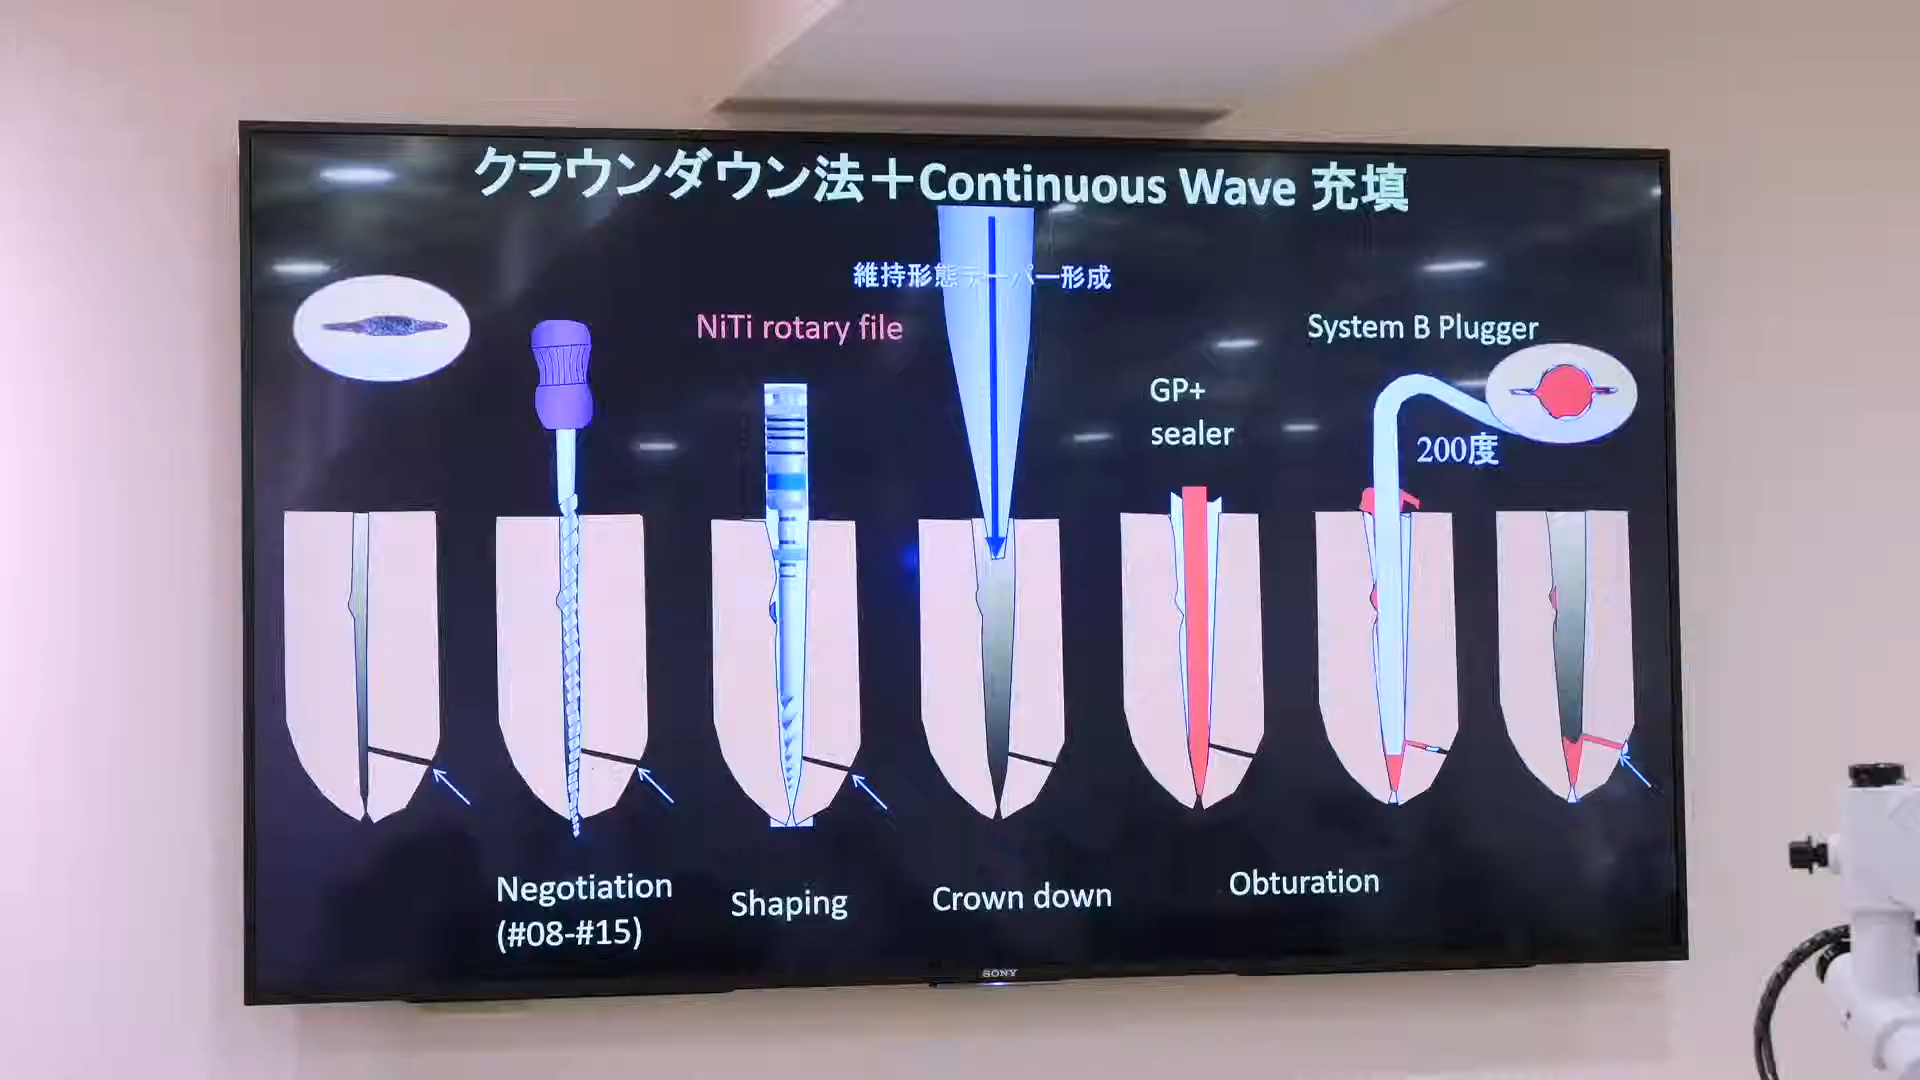 クラウンダウン法＋Continuous Wave 充填
維持形態テーパー形成
NiTi rotary file
System B Plugger
GP+
sealer
200度
Negotiation
(#08-#15)
Shaping
Crown down
Obturation
SONY